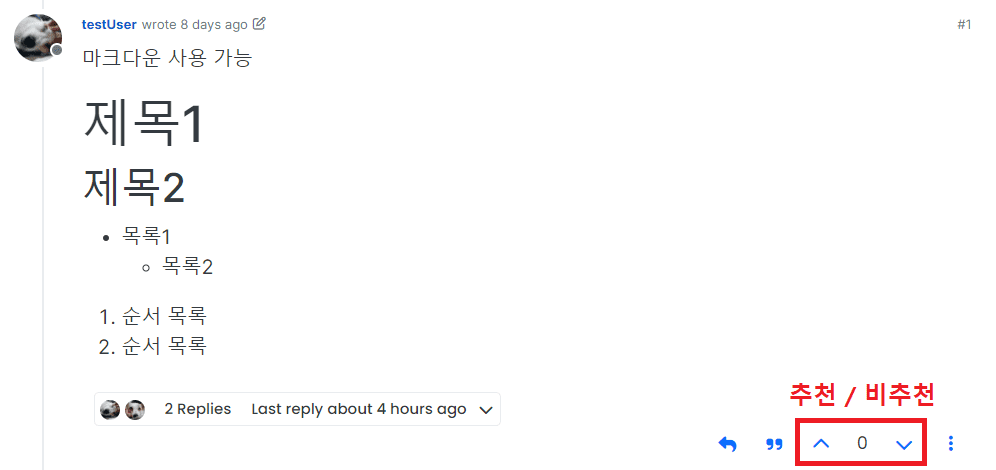 testUser wrote 8 days ago #1
마크다운 사용 가능
제목1
제목2
• 목록1
◦ 목록2
1. 순서 목록
2. 순서 목록
2 Replies Last reply about 4 hours ago
추천 / 비추천
0